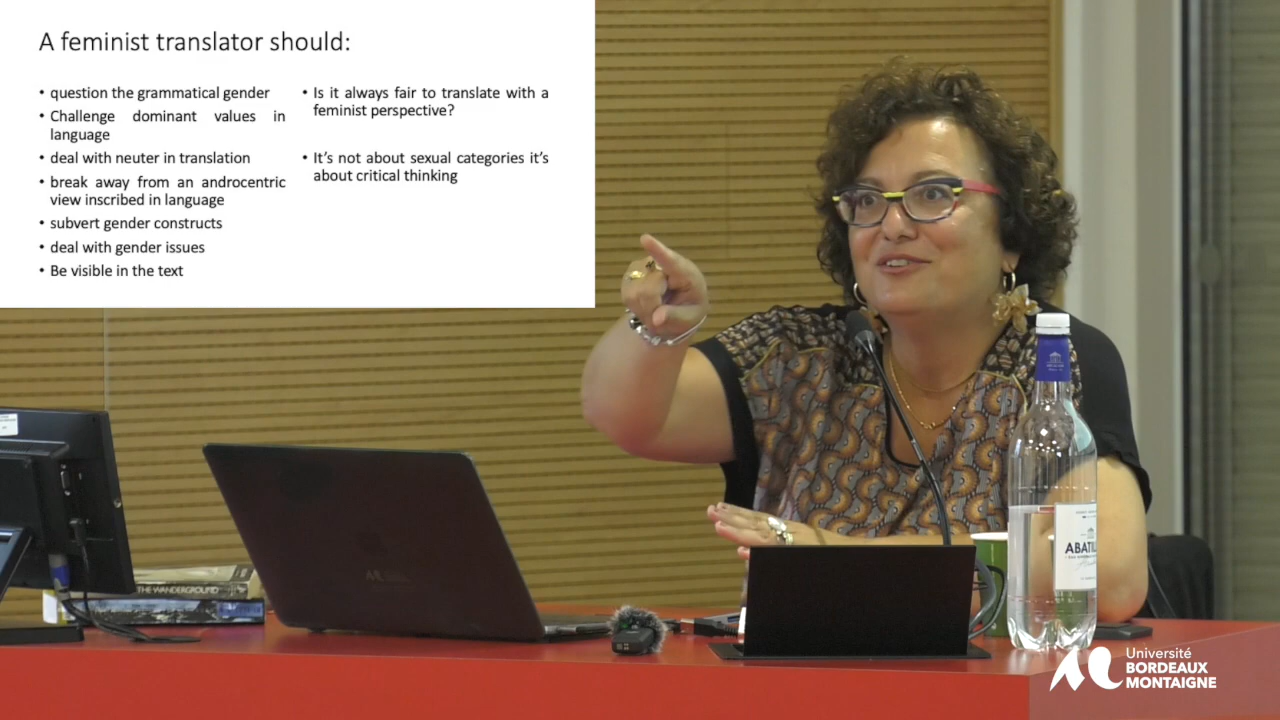 A feminist translator should:
• question the grammatical gender
• Challenge dominant values in
language
• deal with neuter in translation
• break away from an androcentric
view inscribed in language
• subvert gender constructs
• deal with gender issues
• Be visible in the text
• Is it always fair to translate with a
feminist perspective?
• It's not about sexual categories it's
about critical thinking
THE WANDERGROUND
ABATIL
Université
BORDEAUX
MONTAIGNE